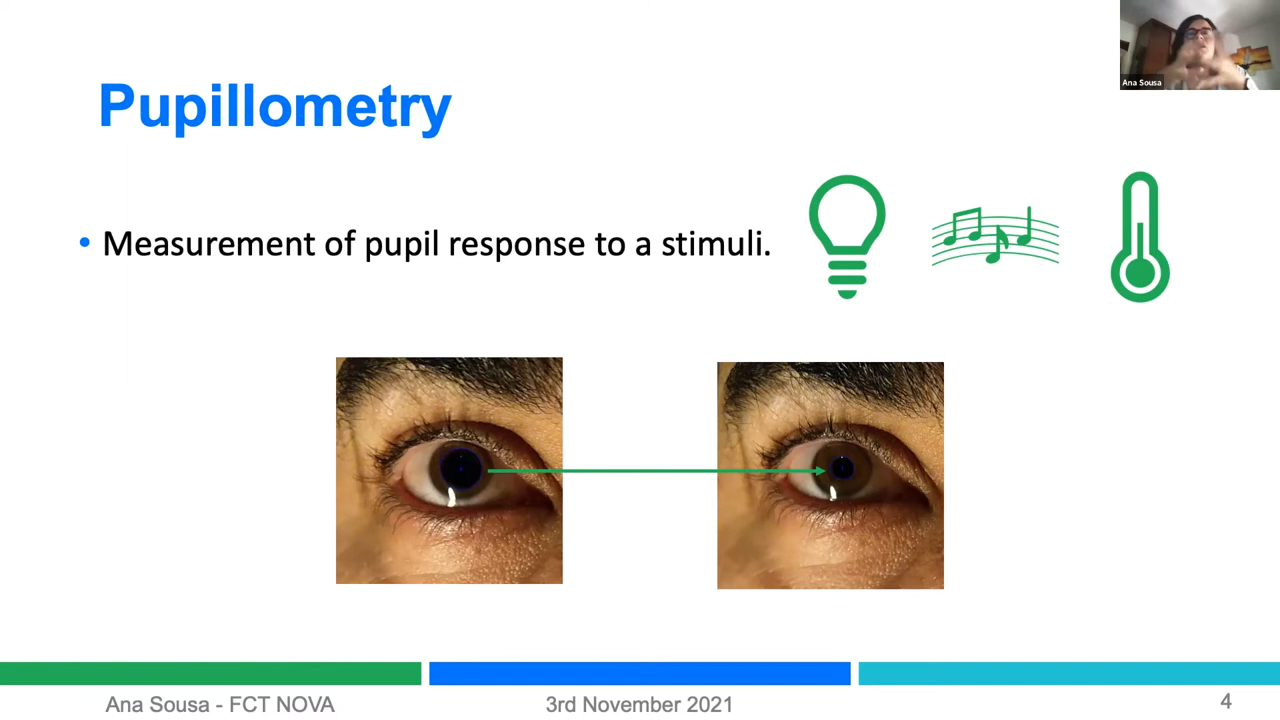 Ana Sousa
Pupillometry
• Measurement of pupil response to a stimuli.
Ana Sousa - FCT NOVA
3rd November 2021
4